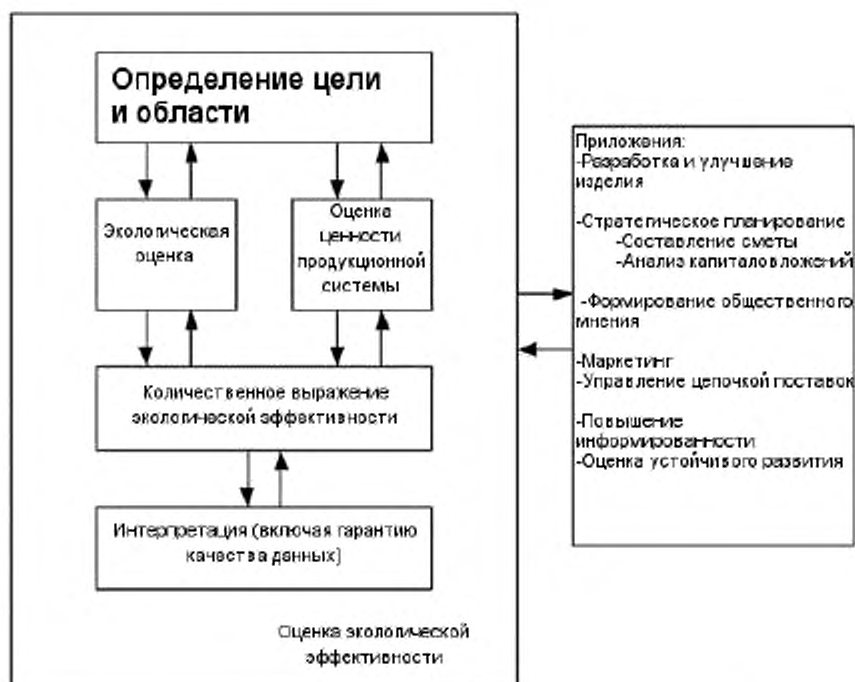 Определение цели
и области
Экологическая
оценка
Оценка
ценности
продукционной
системы
Количественное выражение
экологической эффективности
Интерпретация (включая гарантию
качества данных)
Оценка экологической
эффективности
Приложения:
-Разработка и улучшение
изделия
-Стратегическое планирование
-Составление сметы
-Анализ капиталовложений
-Формирование общественного
мнения
-Маркетинг
-Управление цепочкой поставок
-Повышение
информированности
-Оценка устойчивого развития